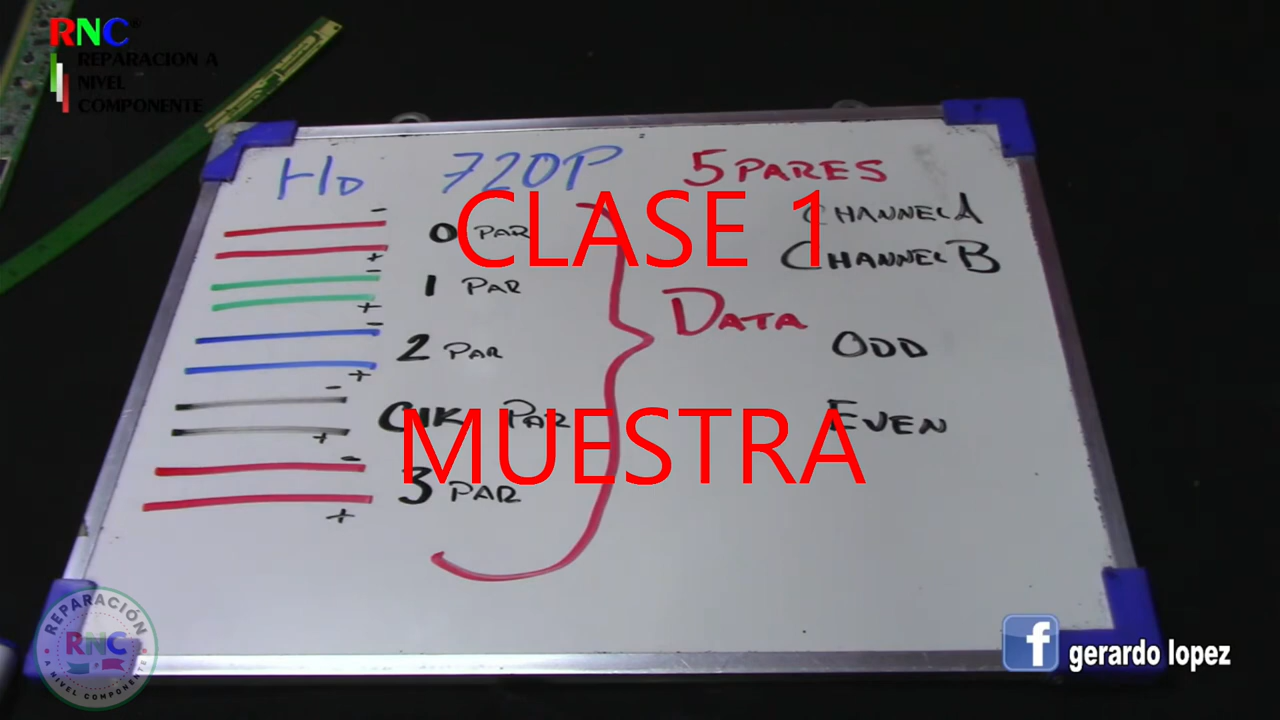 RNC
REPARACION A
NIVEL
COMPONENTE
HD 720P 5 PARES
CLASE 1
CHANNEL A
CHANNEL B
-
+
0 PAR
-
+
1 PAR
DATA
-
+
2 PAR
ODD
-
+
Clk PAR
EVEN
MUESTRA
-
+
3 PAR
REPARACIÓN
RNC
A NIVEL COMPONENTE
f gerardo lopez